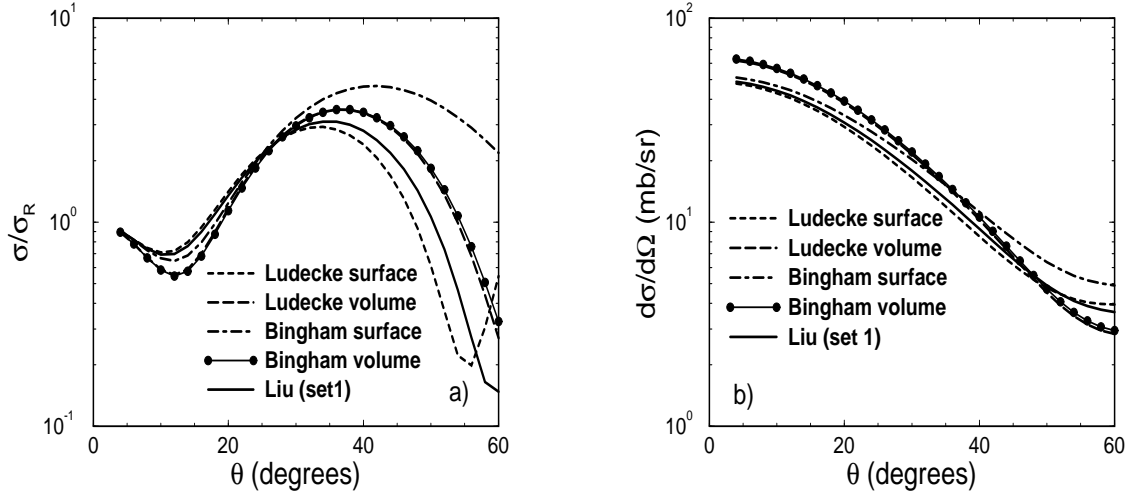 10^1
10^0
10^-1
σ/σ_R
Ludecke surface
Ludecke volume
Bingham surface
Bingham volume
Liu (set1)
a)
0 20 40 60
θ (degrees)
10^2
10^1
10^0
dσ/dΩ (mb/sr)
Ludecke surface
Ludecke volume
Bingham surface
Bingham volume
Liu (set 1)
b)
0 20 40 60
θ (degrees)